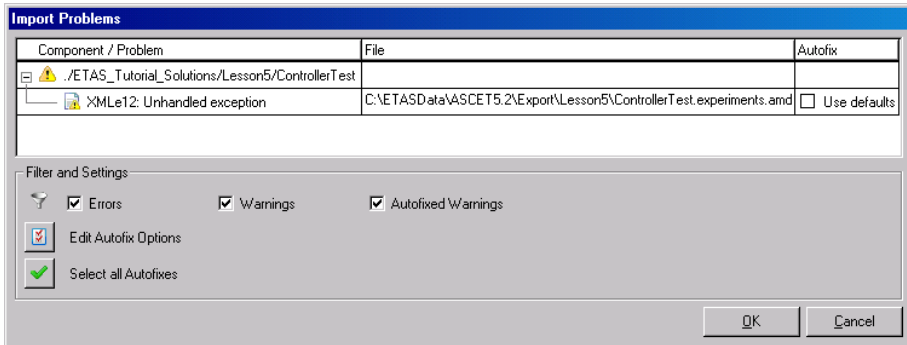 Import Problems
Component / Problem File Autofix
./ETAS_Tutorial_Solutions/Lesson5/ControllerTest
XMLe12: Unhandled exception C:\ETASData\ASCET5.2\Export\Lesson5\ControllerTest.experiments.amd Use defaults
Filter and Settings
Errors Warnings Autofixed Warnings
Edit Autofix Options
Select all Autofixes
OK Cancel